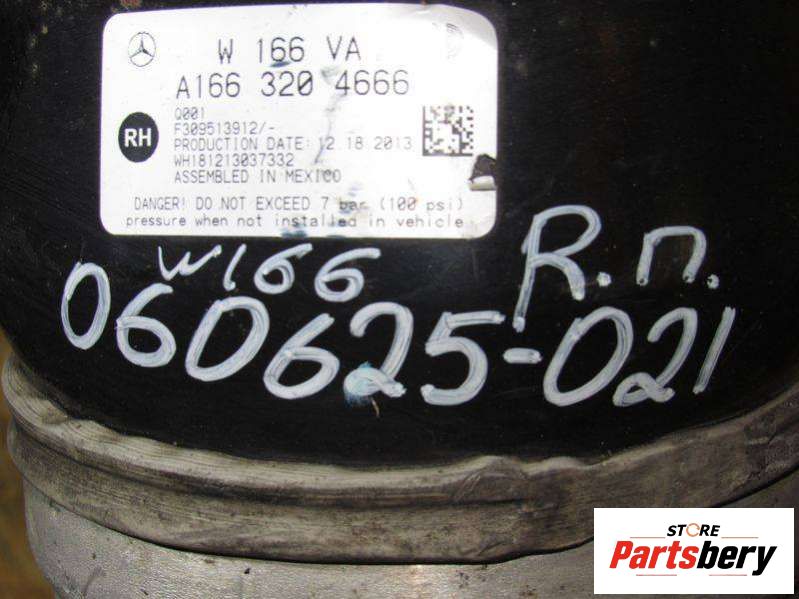 W 166 VA
A166 320 4666
Q001
F309513912/-
RH
PRODUCTION DATE: 12.18.2013
WH181213037332
ASSEMBLED IN MEXICO
DANGER! DO NOT EXCEED 7 bar (100 psi)
pressure when not installed in vehicle
W166 R.п.
060625-021
STORE
Partsbery